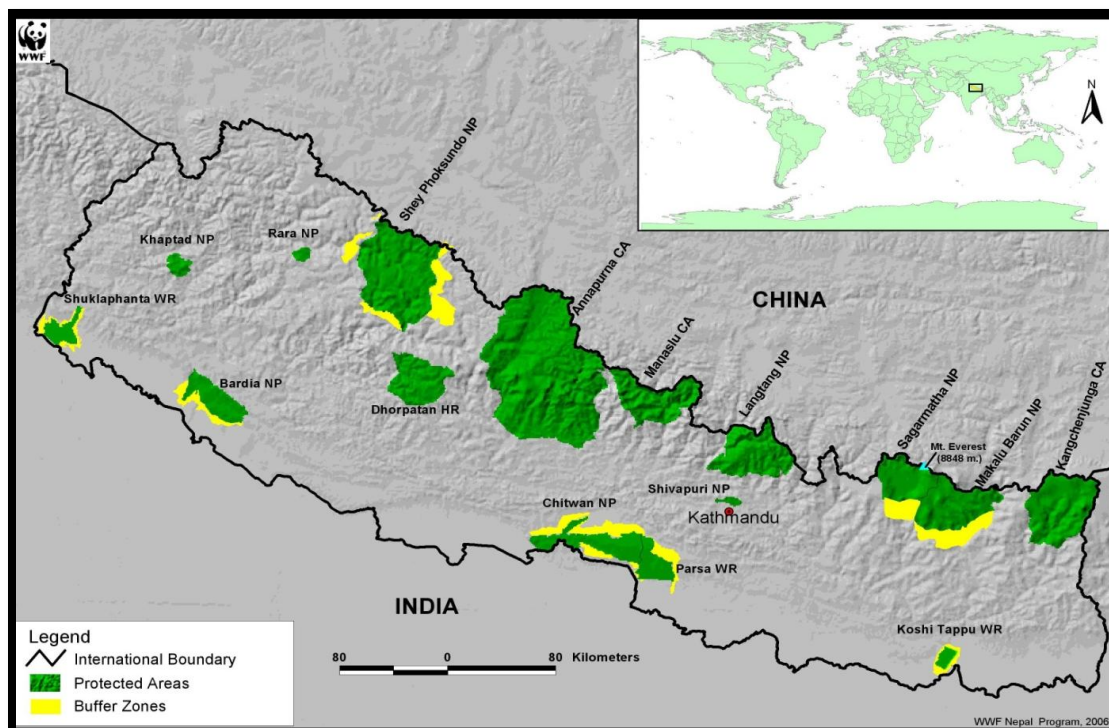 WWF
N
Shey Phoksundo NP
Khaptad NP
Rara NP
Annapurna CA
CHINA
Shuklaphanta WR
Manaslu CA
Langtang NP
Bardia NP
Dhorpatan HR
Sagarmatha NP
Mt. Everest
(8848 m.)
Makalu Barun NP
Kangchenjunga CA
Shivapuri NP
Chitwan NP
Kathmandu
Parsa WR
INDIA
Koshi Tappu WR
Legend
International Boundary
Protected Areas
Buffer Zones
80 0 80 Kilometers
WWF Nepal Program, 2006